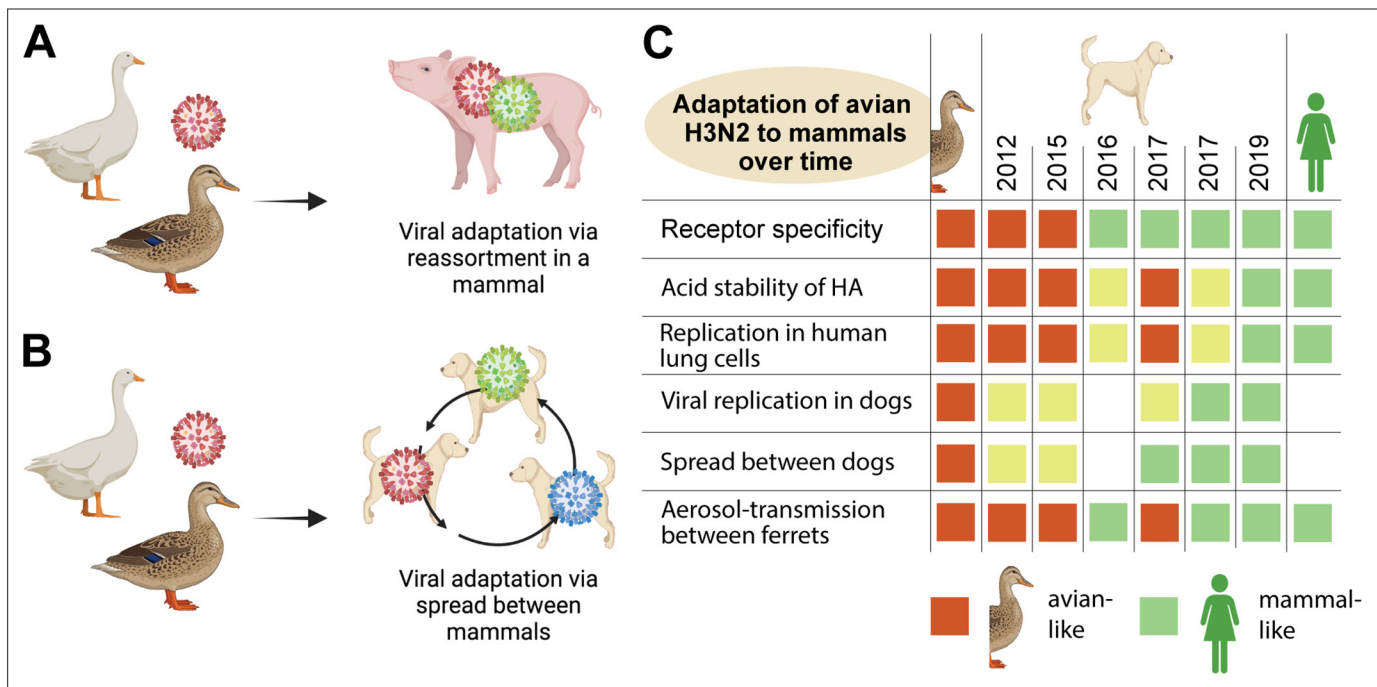 A
Viral adaptation via
reassortment in a
mammal
B
Viral adaptation via
spread between
mammals
C
Adaptation of avian
H3N2 to mammals
over time
2012
2015
2016
2017
2017
2019
Receptor specificity
Acid stability of HA
Replication in human
lung cells
Viral replication in dogs
Spread between dogs
Aerosol-transmission
between ferrets
avian-
like
mammal-
like